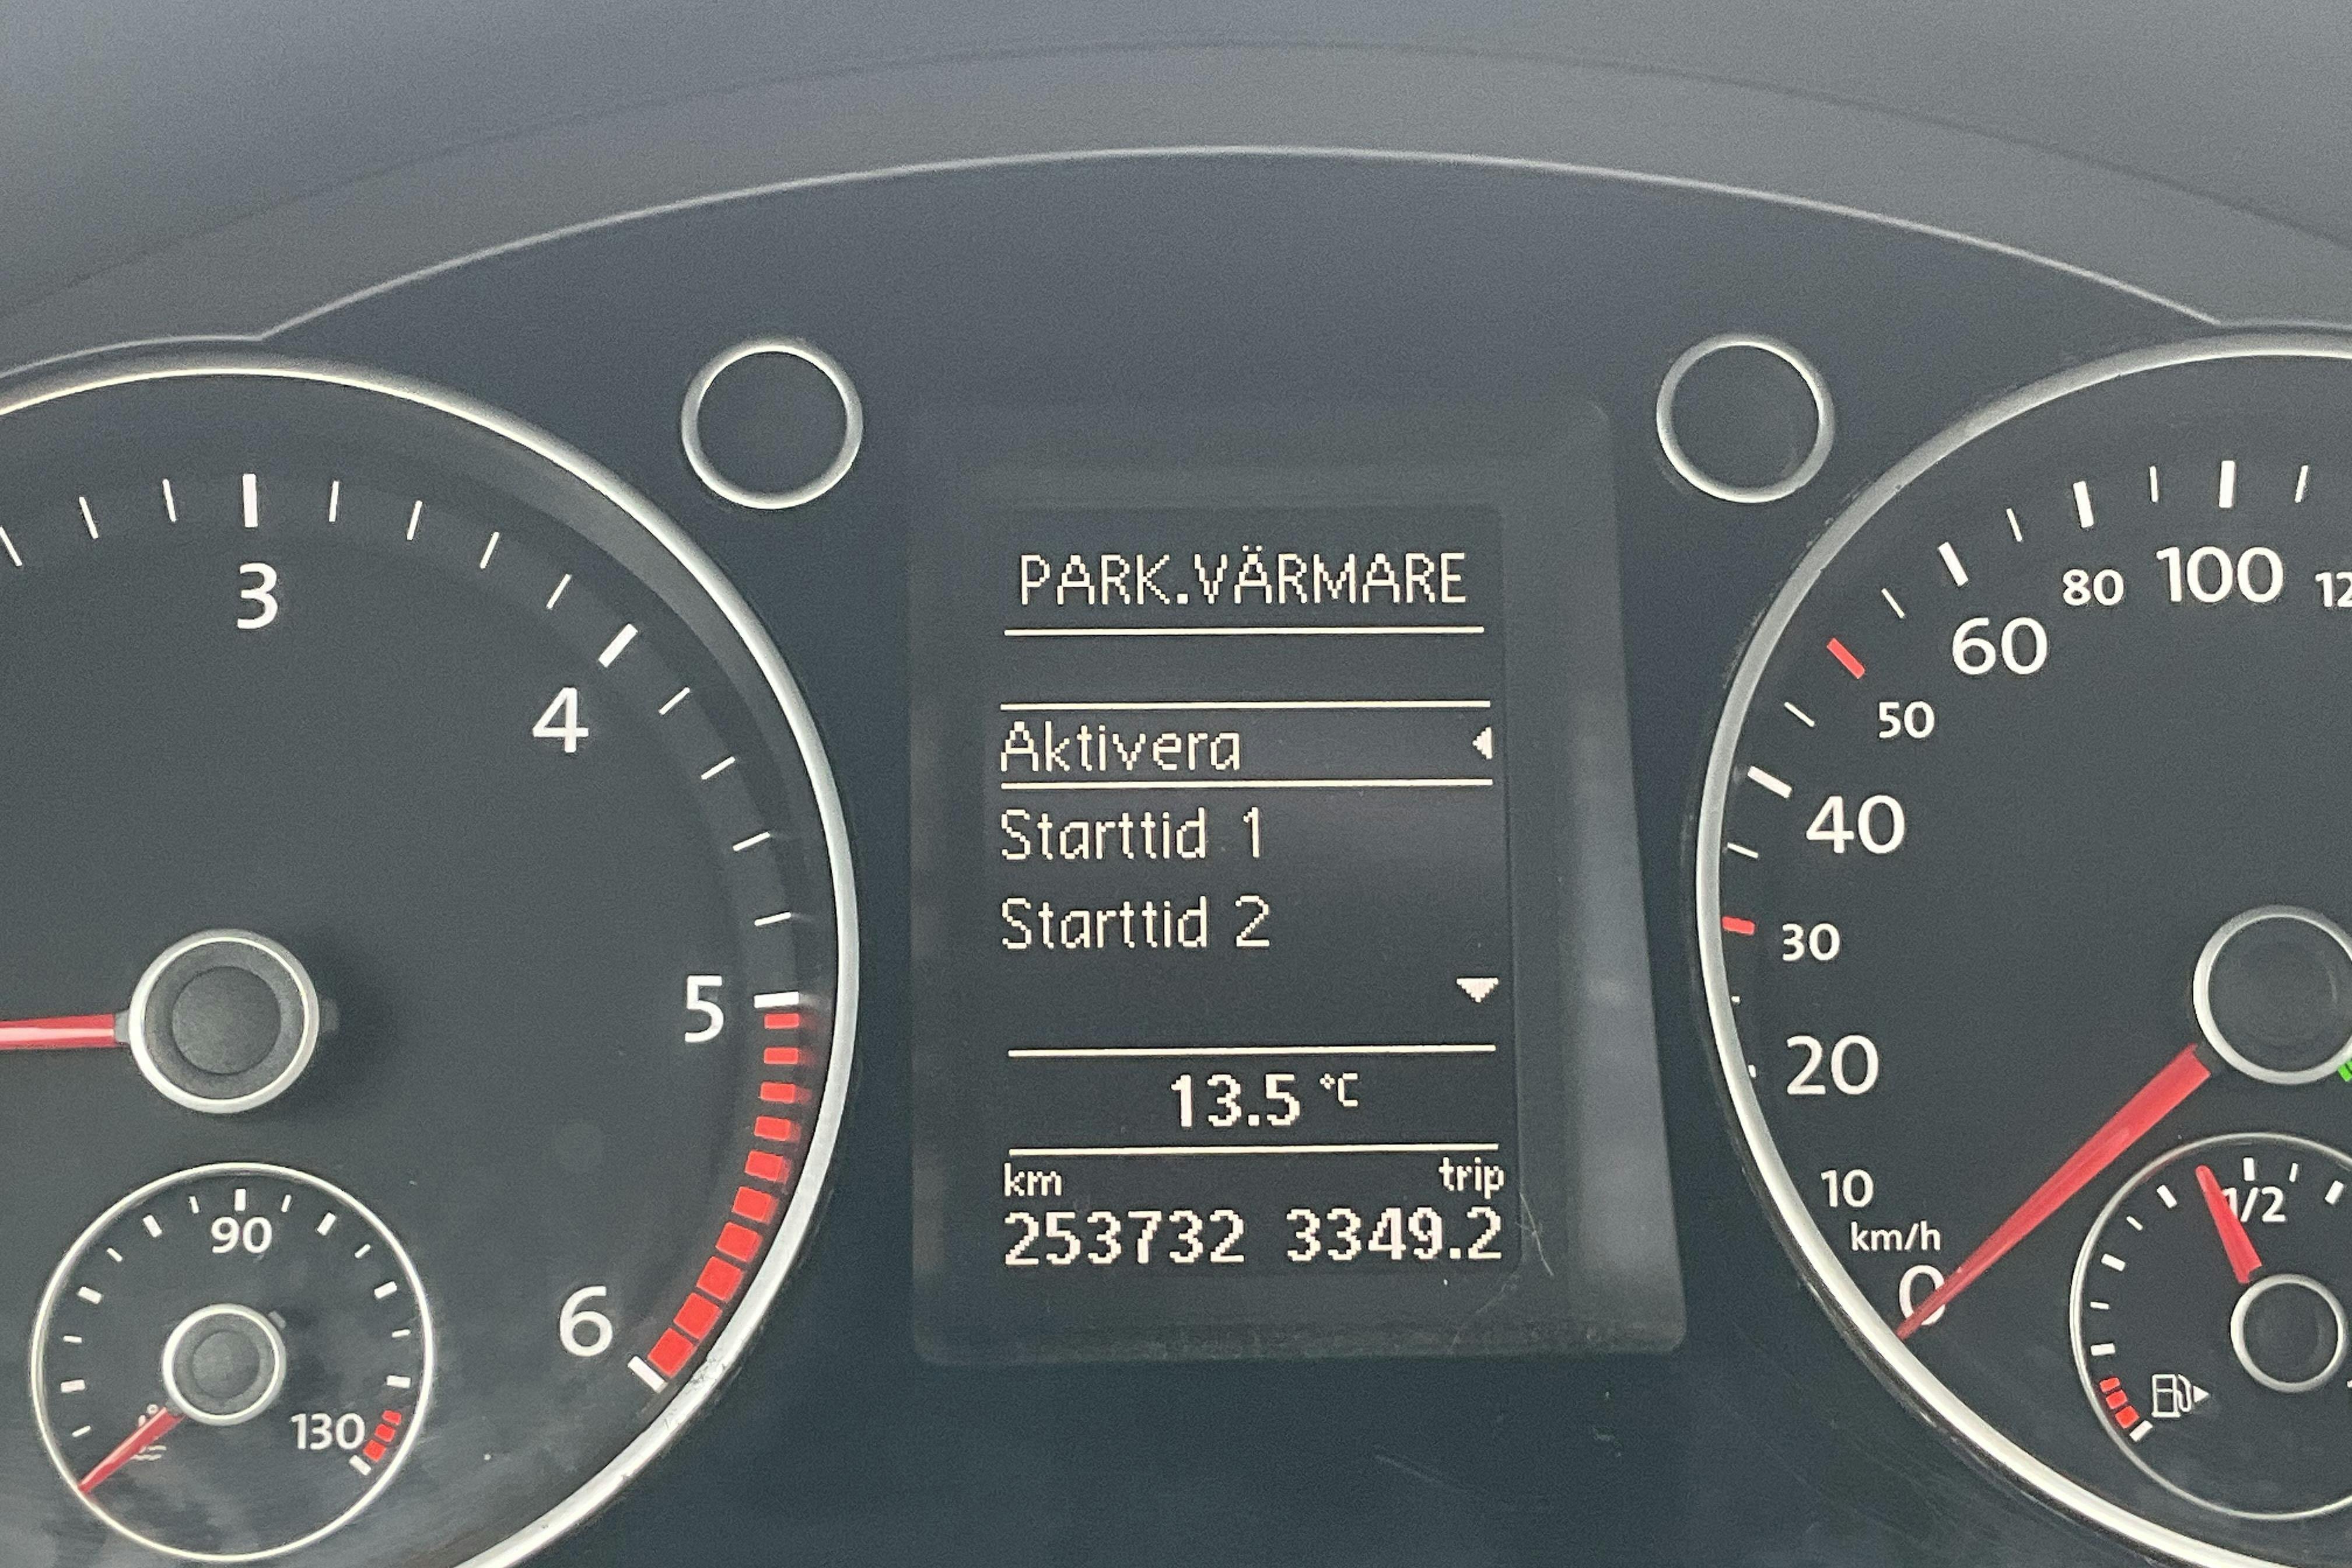 PARK.VÄRMARE
Aktivera
Starttid 1
Starttid 2
13.5 °C
km trip
253732 3349.2
3
4
5
6
90
130
100
80
60
50
40
30
20
10
km/h
0
1/2